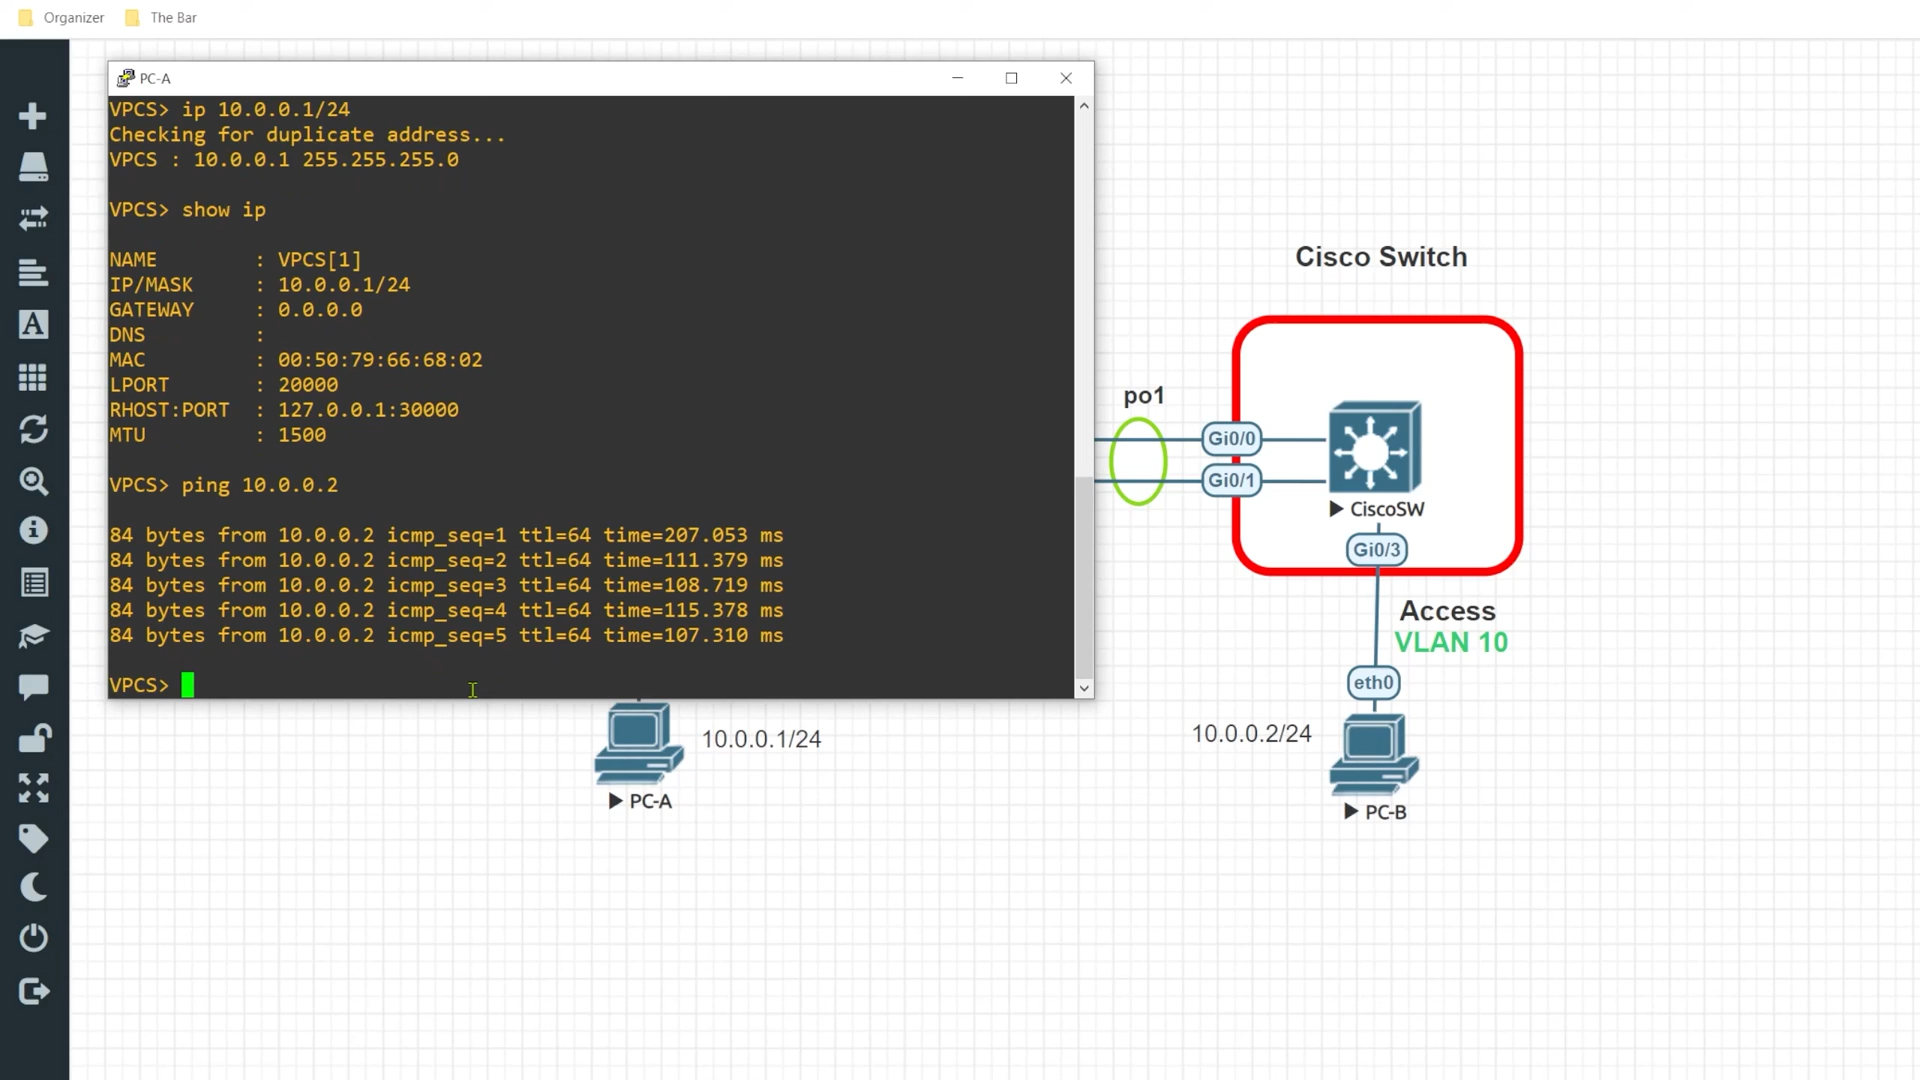 Organizer
The Bar
PC-A
VPCS> ip 10.0.0.1/24
Checking for duplicate address...
VPCS : 10.0.0.1 255.255.255.0
VPCS> show ip
NAME : VPCS[1]
IP/MASK : 10.0.0.1/24
GATEWAY : 0.0.0.0
DNS :
MAC : 00:50:79:66:68:02
LPORT : 20000
RHOST:PORT : 127.0.0.1:30000
MTU : 1500
VPCS> ping 10.0.0.2
84 bytes from 10.0.0.2 icmp_seq=1 ttl=64 time=207.053 ms
84 bytes from 10.0.0.2 icmp_seq=2 ttl=64 time=111.379 ms
84 bytes from 10.0.0.2 icmp_seq=3 ttl=64 time=108.719 ms
84 bytes from 10.0.0.2 icmp_seq=4 ttl=64 time=115.378 ms
84 bytes from 10.0.0.2 icmp_seq=5 ttl=64 time=107.310 ms
VPCS>
Cisco Switch
po1
Gi0/0
Gi0/1
CiscoSW
Gi0/3
Access
VLAN 10
eth0
10.0.0.1/24
PC-A
10.0.0.2/24
PC-B